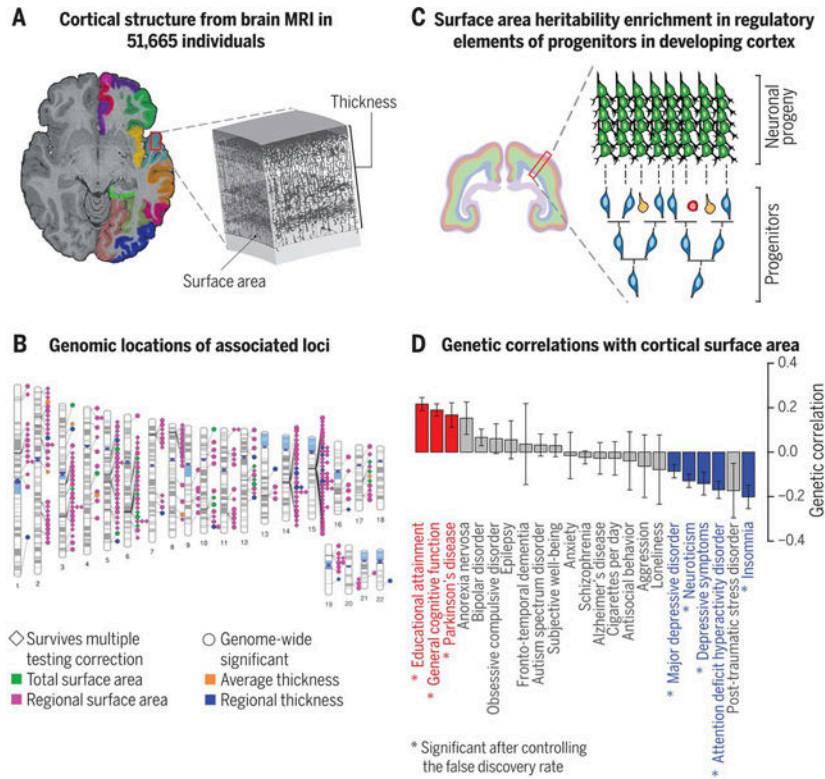 A
Cortical structure from brain MRI in
51,665 individuals
Thickness
Surface area
C
Surface area heritability enrichment in regulatory
elements of progenitors in developing cortex
Neuronal
progeny
Progenitors
B
Genomic locations of associated loci
1
2
3
4
5
6
7
8
9
10
11
12
13
14
15
16
17
18
19
20
21
22
Survives multiple
testing correction
Genome-wide
significant
Total surface area
Average thickness
Regional surface area
Regional thickness
D
Genetic correlations with cortical surface area
0.4
0.2
0.0
−0.2
−0.4
Genetic correlation
* Educational attainment
* General cognitive function
* Parkinson's disease
Anorexia nervosa
Bipolar disorder
Obsessive compulsive disorder
Epilepsy
Fronto-temporal dementia
Autism spectrum disorder
Subjective well-being
Anxiety
Schizophrenia
Alzheimer's disease
Cigarettes per day
Antisocial behavior
Aggression
Loneliness
* Major depressive disorder
* Neuroticism
* Depressive symptoms
* Attention deficit hyperactivity disorder
Post-traumatic stress disorder
* Insomnia
* Significant after controlling
the false discovery rate